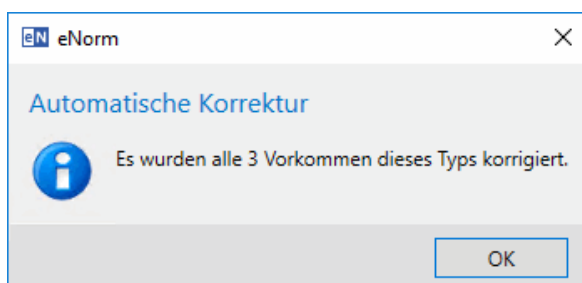 eN eNorm
Automatische Korrektur
Es wurden alle 3 Vorkommen dieses Typs korrigiert.
OK